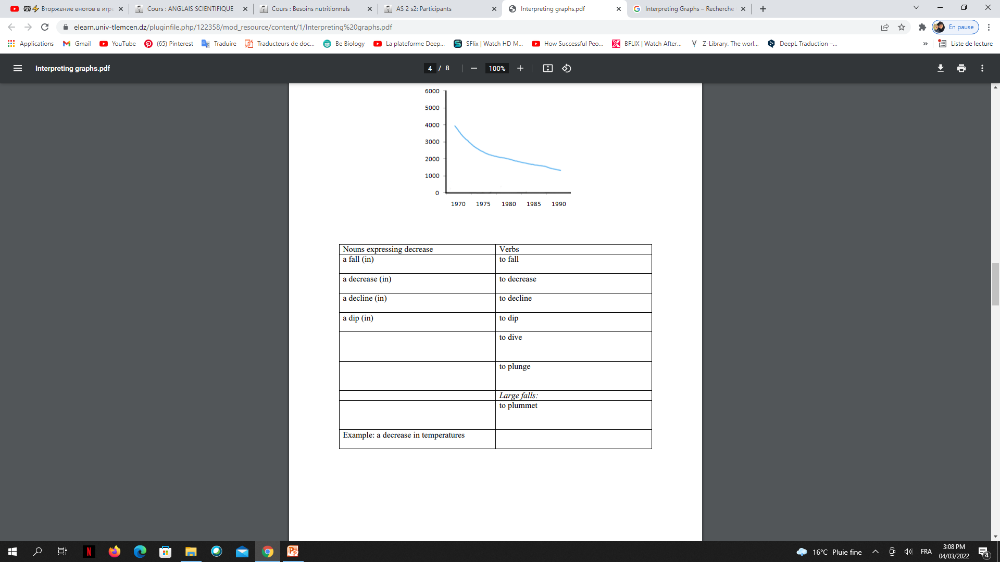 Вторжение енотов в игре
Cours : ANGLAIS SCIENTIFIQUE
Cours : Besoins nutritionnels
AS 2 s2: Participants
Interpreting graphs.pdf
Interpreting Graphs – Recherche
elearn.univ-tlemcen.dz/pluginfile.php/122358/mod_resource/content/1/Interpreting%20graphs.pdf
En pause
Applications
Gmail
YouTube
(65) Pinterest
Traduire
Traducteurs de doc...
Be Biology
La plateforme Deep...
SFlix | Watch HD M...
How Successful Peo...
BFLIX | Watch After...
Z-Library. The worl...
DeepL Traduction –...
»
Liste de lecture
Interpreting graphs.pdf
4 / 8
100%
6000
5000
4000
3000
2000
1000
0
1970 1975 1980 1985 1990
Nouns expressing decrease Verbs
a fall (in) to fall
a decrease (in) to decrease
a decline (in) to decline
a dip (in) to dip
to dive
to plunge
Large falls:
to plummet
Example: a decrease in temperatures
16°C Pluie fine
FRA
3:08 PM
04/03/2022
4